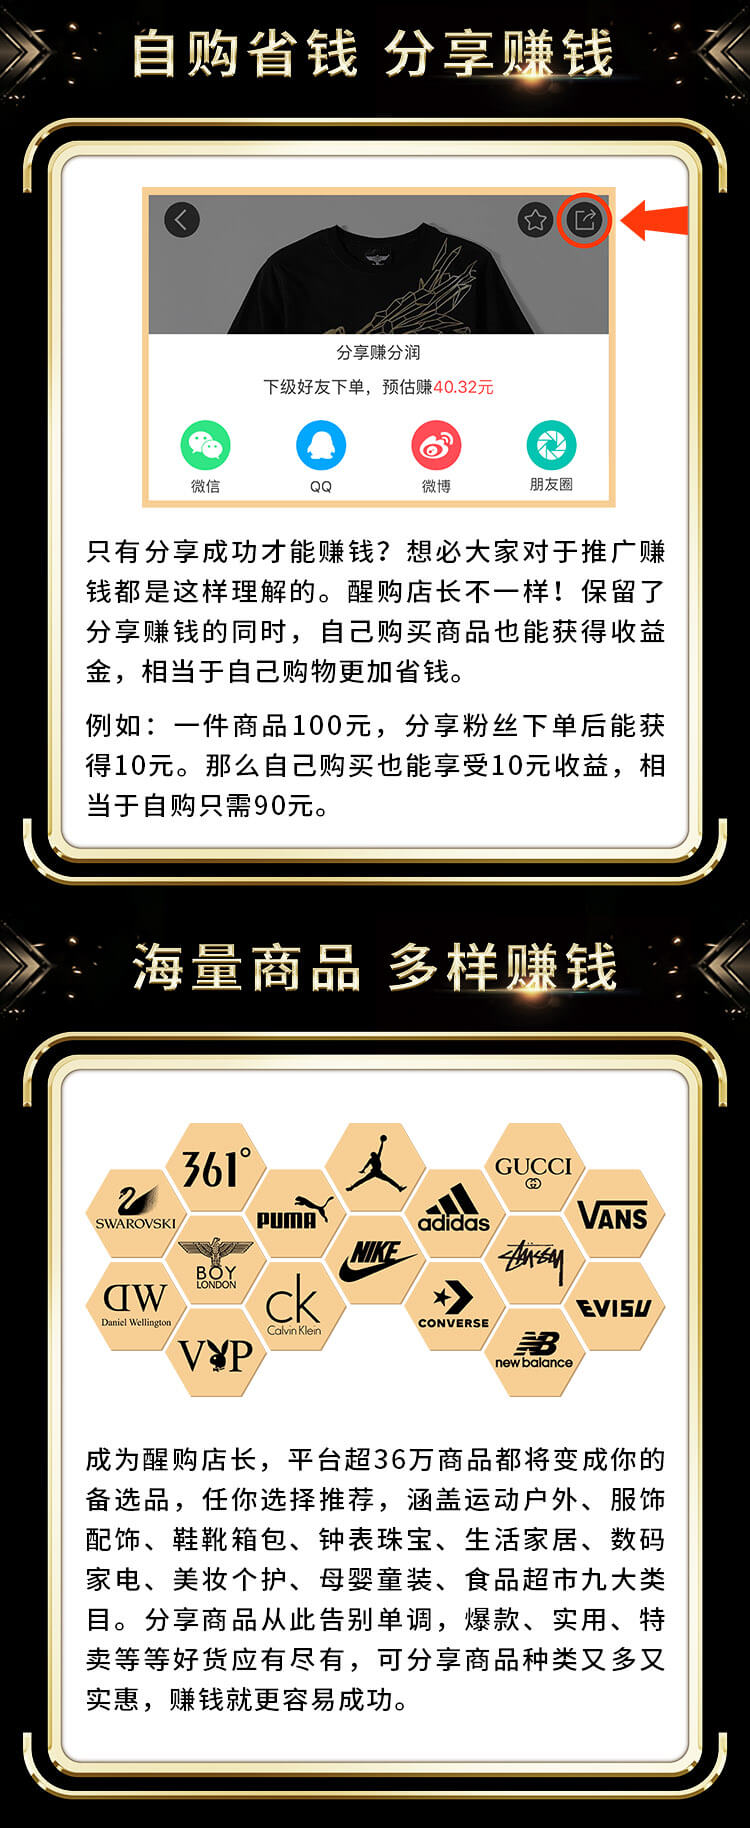 自购省钱 分享赚钱
分享赚分润
下级好友下单，预估赚40.32元
微信 QQ 微博 朋友圈
只有分享成功才能赚钱？想必大家对于推广赚
钱都是这样理解的。醒购店长不一样！保留了
分享赚钱的同时，自己购买商品也能获得收益
金，相当于自己购物更加省钱。
例如：一件商品100元，分享粉丝下单后能获
得10元。那么自己购买也能享受10元收益，相
当于自购只需90元。
海量商品 多样赚钱
361°
GUCCI
SWAROVSKI
PUMA
adidas
VANS
BOY
LONDON
NIKE
STÜSSY
DW
Daniel Wellington
ck
Calvin Klein
CONVERSE
EVISU
VIP
NB
new balance
成为醒购店长，平台超36万商品都将变成你的
备选品，任你选择推荐，涵盖运动户外、服饰
配饰、鞋靴箱包、钟表珠宝、生活家居、数码
家电、美妆个护、母婴童装、食品超市九大类
目。分享商品从此告别单调，爆款、实用、特
卖等等好货应有尽有，可分享商品种类又多又
实惠，赚钱就更容易成功。